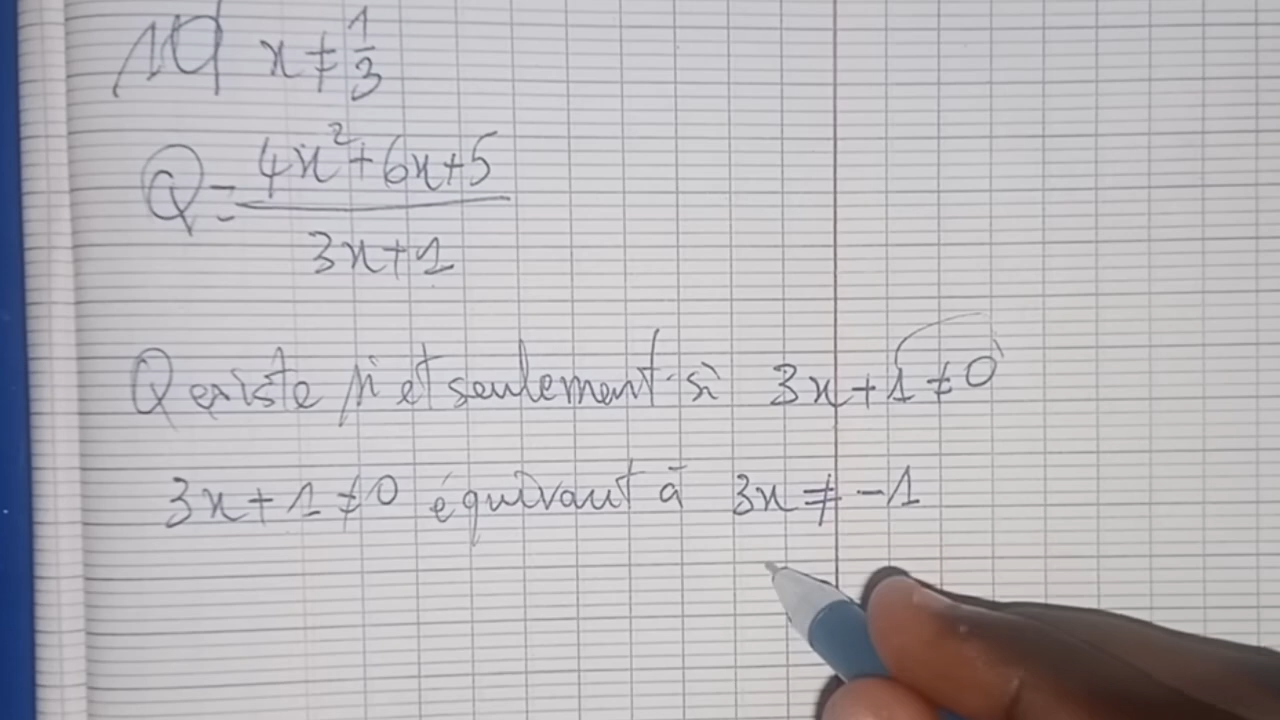 10) x ≠ 1/3
Q = (4x² + 6x + 5)/(3x + 1)
Q existe si et seulement si 3x + 1 ≠ 0
3x + 1 ≠ 0 équivaut à 3x ≠ -1